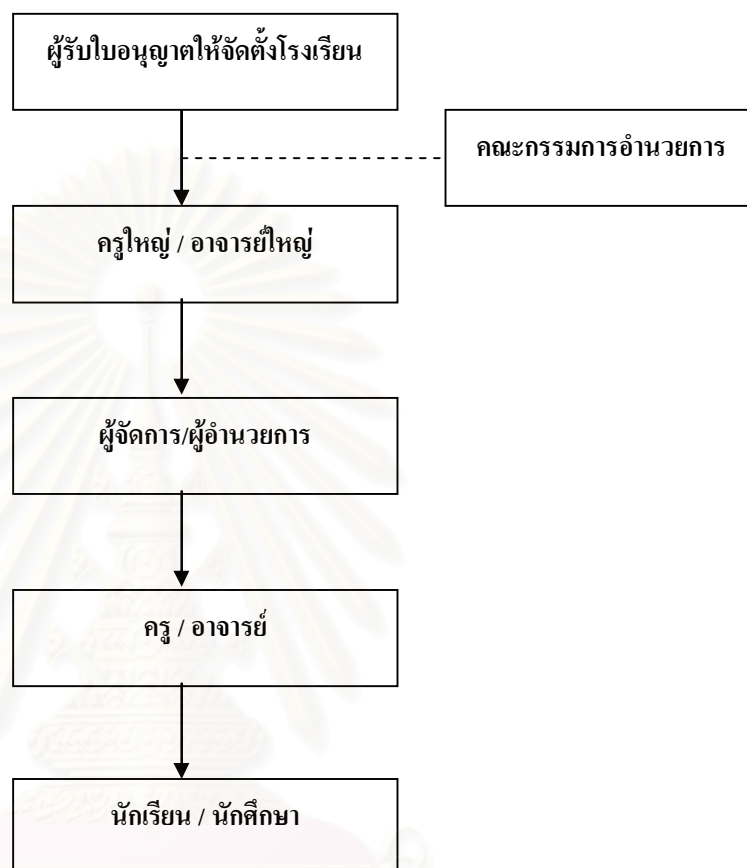 ผู้รับใบอนุญาตให้จัดตั้งโรงเรียน
คณะกรรมการอำนวยการ
ครูใหญ่ / อาจารย์ใหญ่
ผู้จัดการ/ผู้อำนวยการ
ครู / อาจารย์
นักเรียน / นักศึกษา